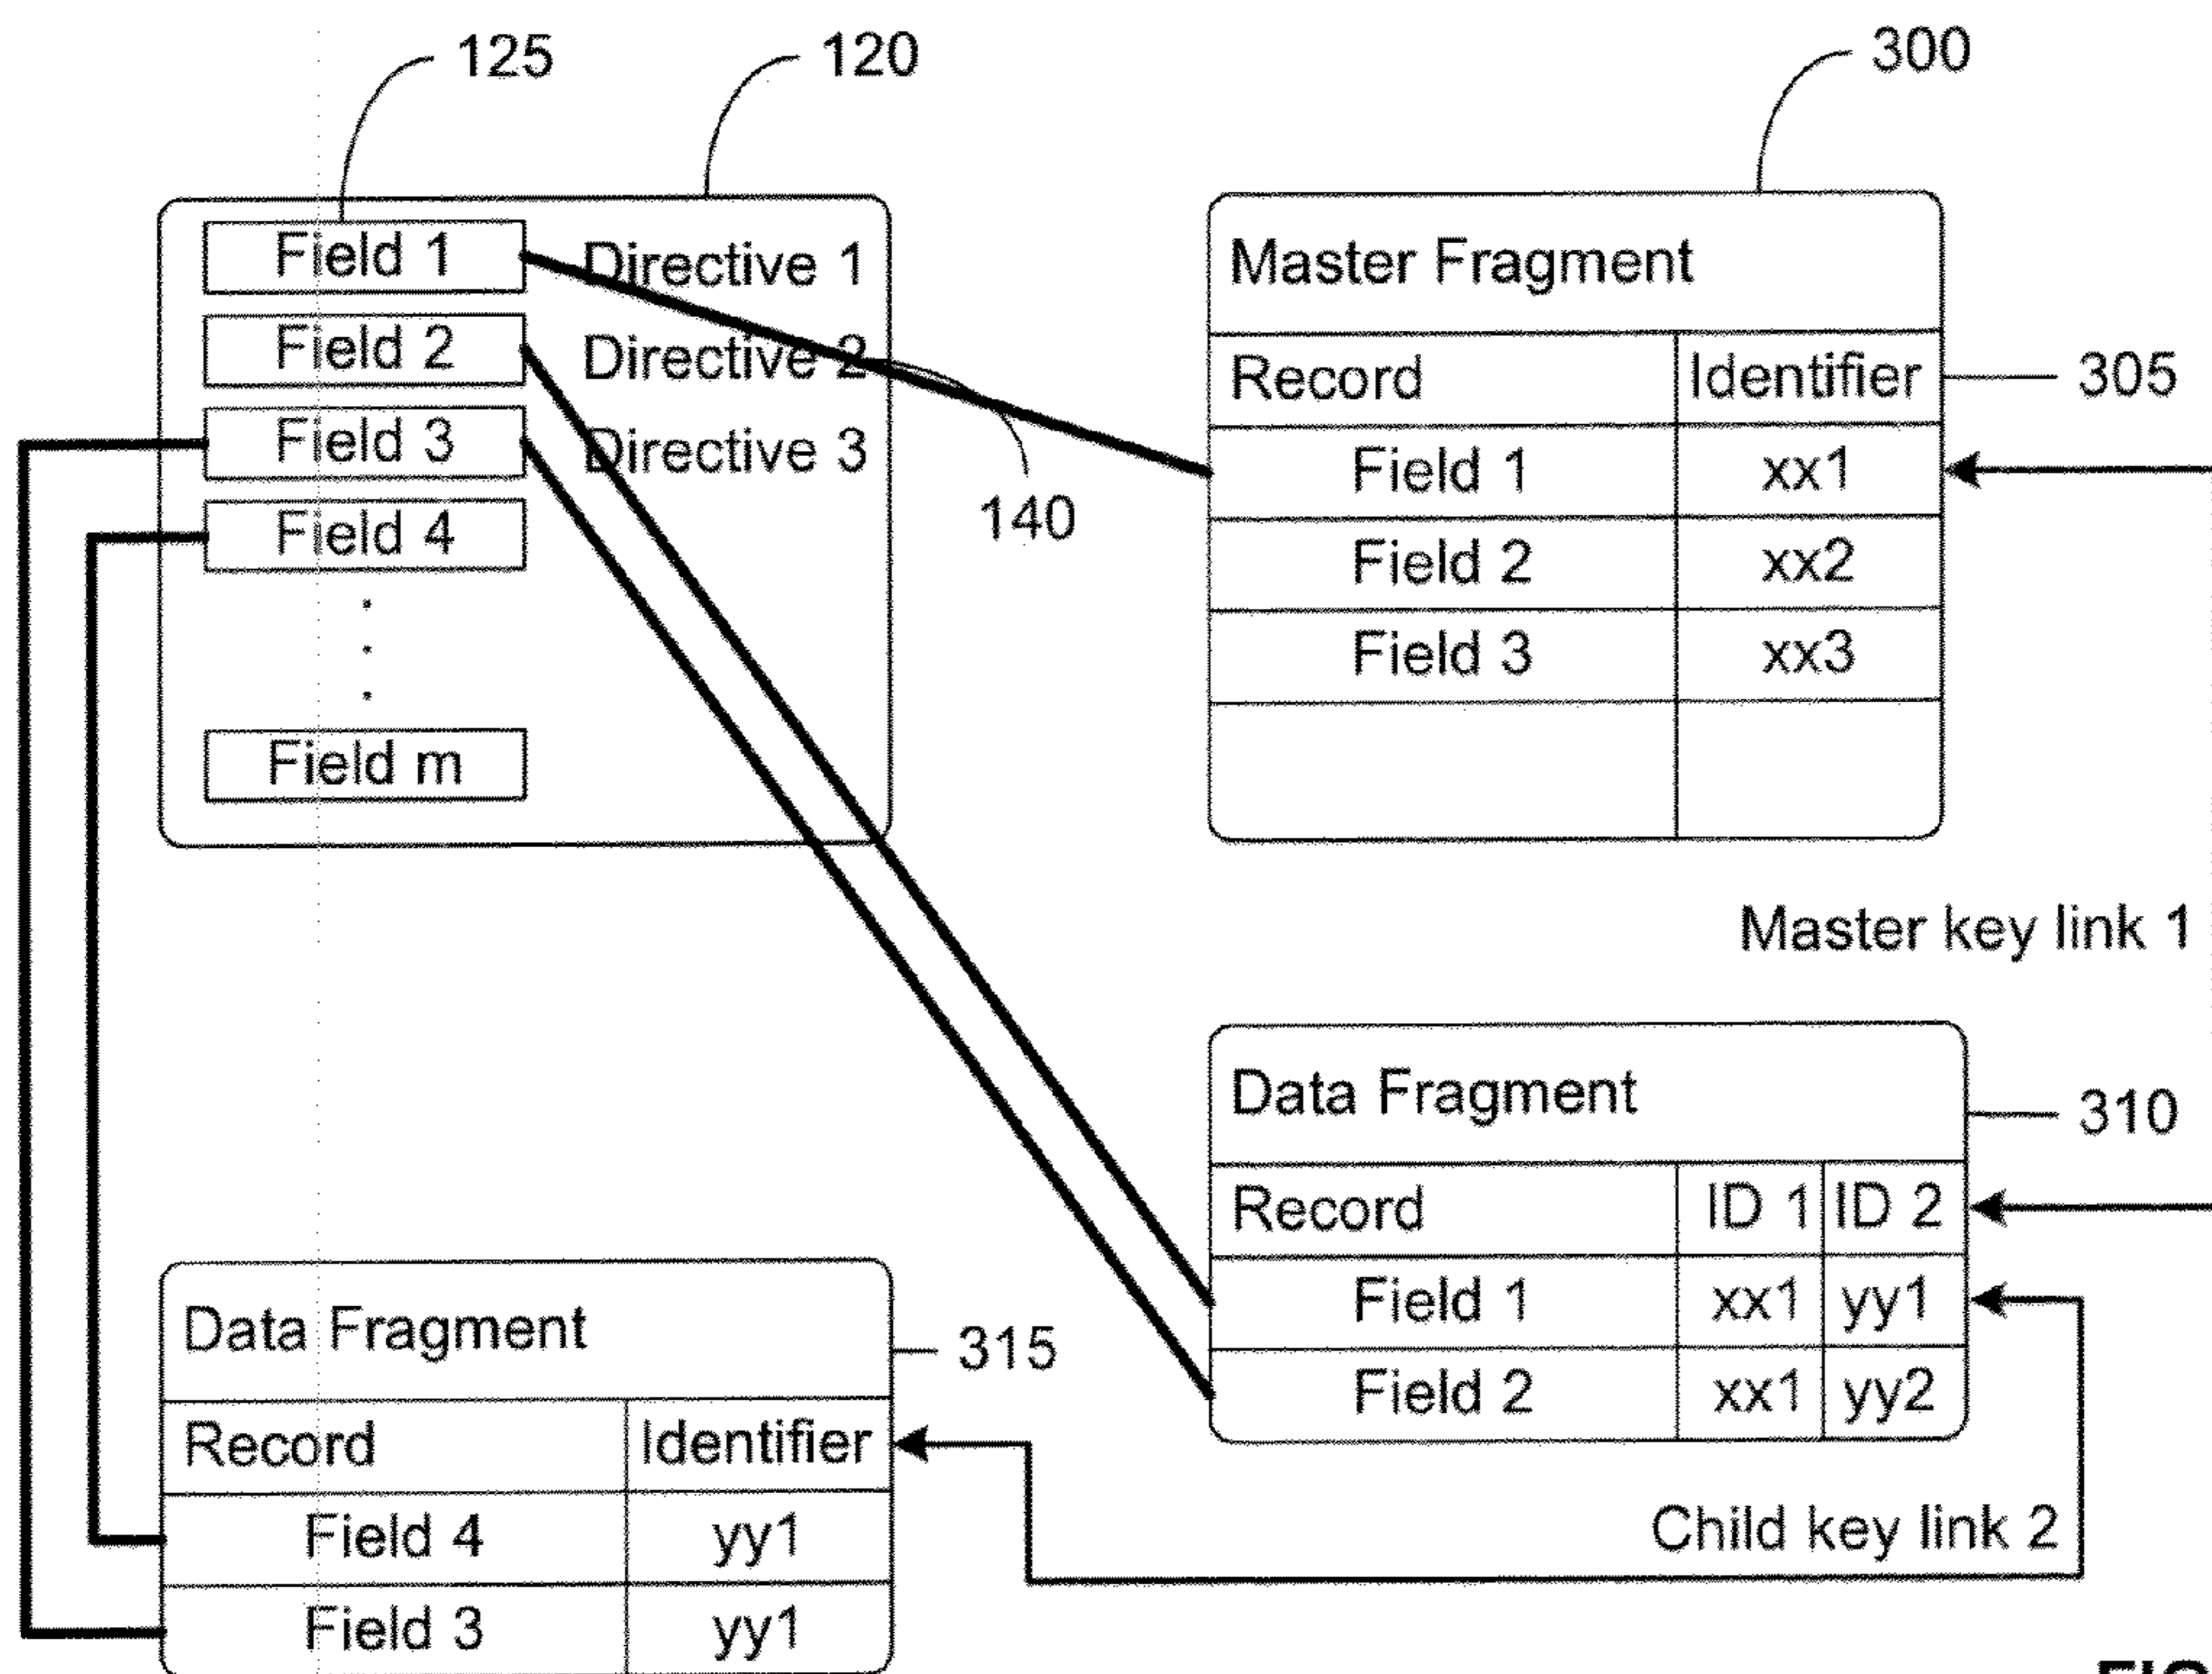 125
120
300
Field 1
Directive 1
Field 2
Directive 2
Field 3
Directive 3
Field 4
.
.
.
Field m
140
Master Fragment
Record Identifier
305
Field 1 xx1
Field 2 xx2
Field 3 xx3
Master key link 1
Data Fragment
310
Record ID 1 ID 2
Field 1 xx1 yy1
Field 2 xx1 yy2
Child key link 2
Data Fragment
315
Record Identifier
Field 4 yy1
Field 3 yy1